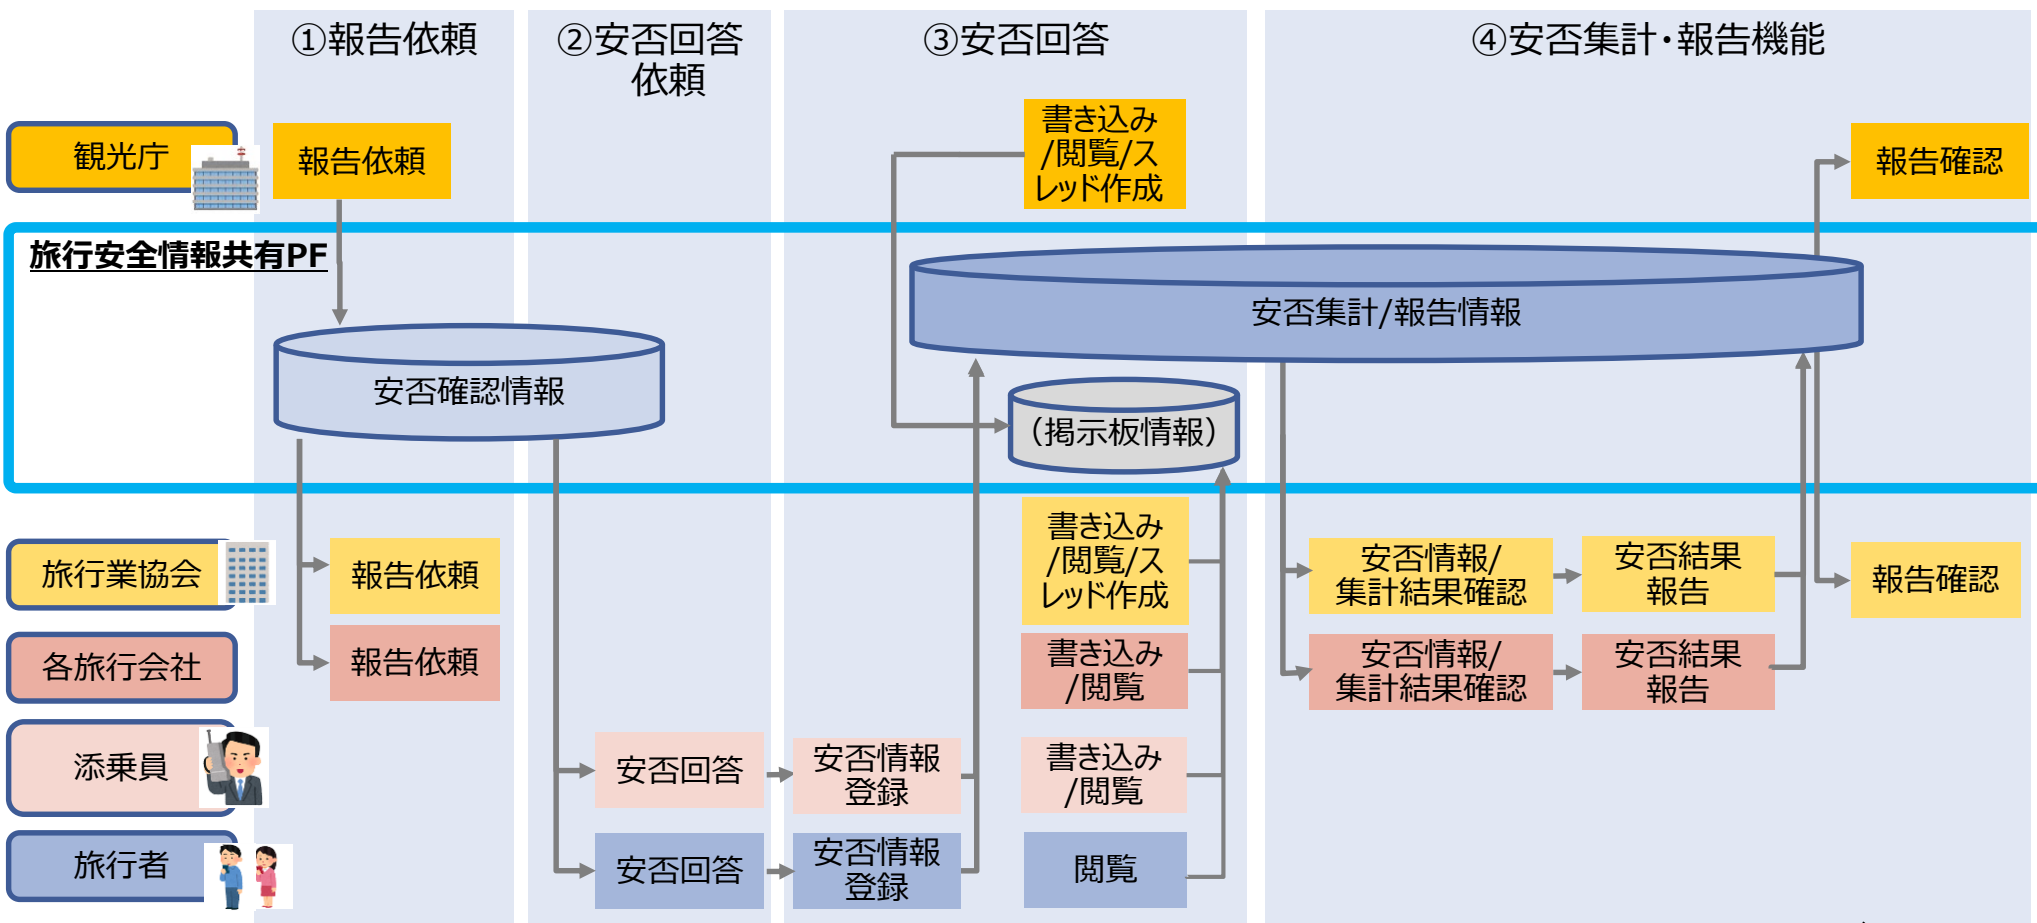 ①報告依頼
②安否回答
依頼
③安否回答
④安否集計・報告機能
観光庁
報告依頼
書き込み
/閲覧/ス
レッド作成
報告確認
旅行安全情報共有PF
安否集計/報告情報
安否確認情報
（掲示板情報）
旅行業協会
報告依頼
書き込み
/閲覧/ス
レッド作成
安否情報/
集計結果確認
安否結果
報告
報告確認
各旅行会社
報告依頼
書き込み
/閲覧
安否情報/
集計結果確認
安否結果
報告
添乗員
安否回答
安否情報
登録
書き込み
/閲覧
旅行者
安否回答
安否情報
登録
閲覧